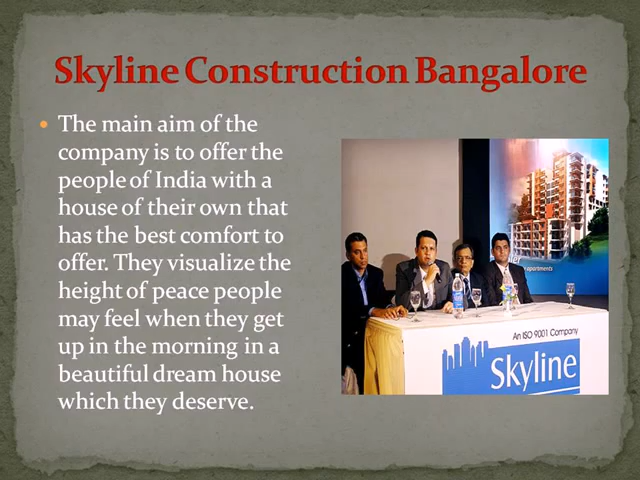 Skyline Construction Bangalore
The main aim of the
company is to offer the
people of India with a
house of their own that
has the best comfort to
offer. They visualize the
height of peace people
may feel when they get
up in the morning in a
beautiful dream house
which they deserve.
apartments
An ISO 9001 Company
Skyline